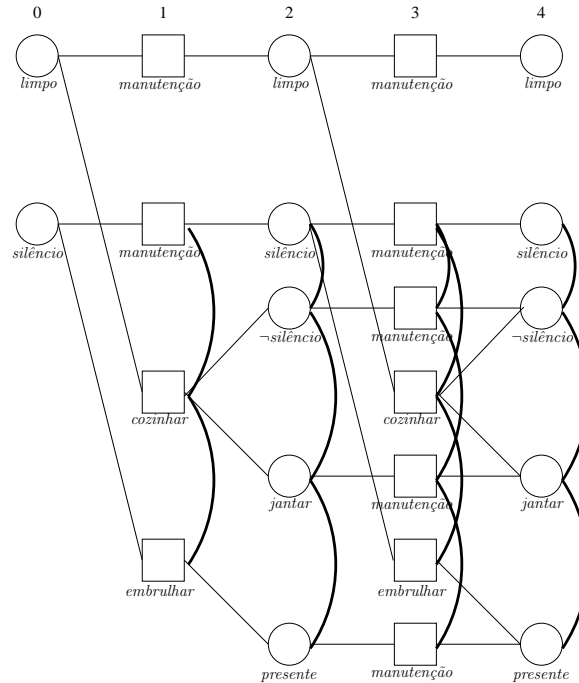 0 1 2 3 4
limpo manutenção limpo manutenção limpo
silêncio manutenção silêncio manutenção silêncio
¬silêncio manutenção ¬silêncio
cozinhar cozinhar
jantar manutenção jantar
embrulhar embrulhar
presente manutenção presente